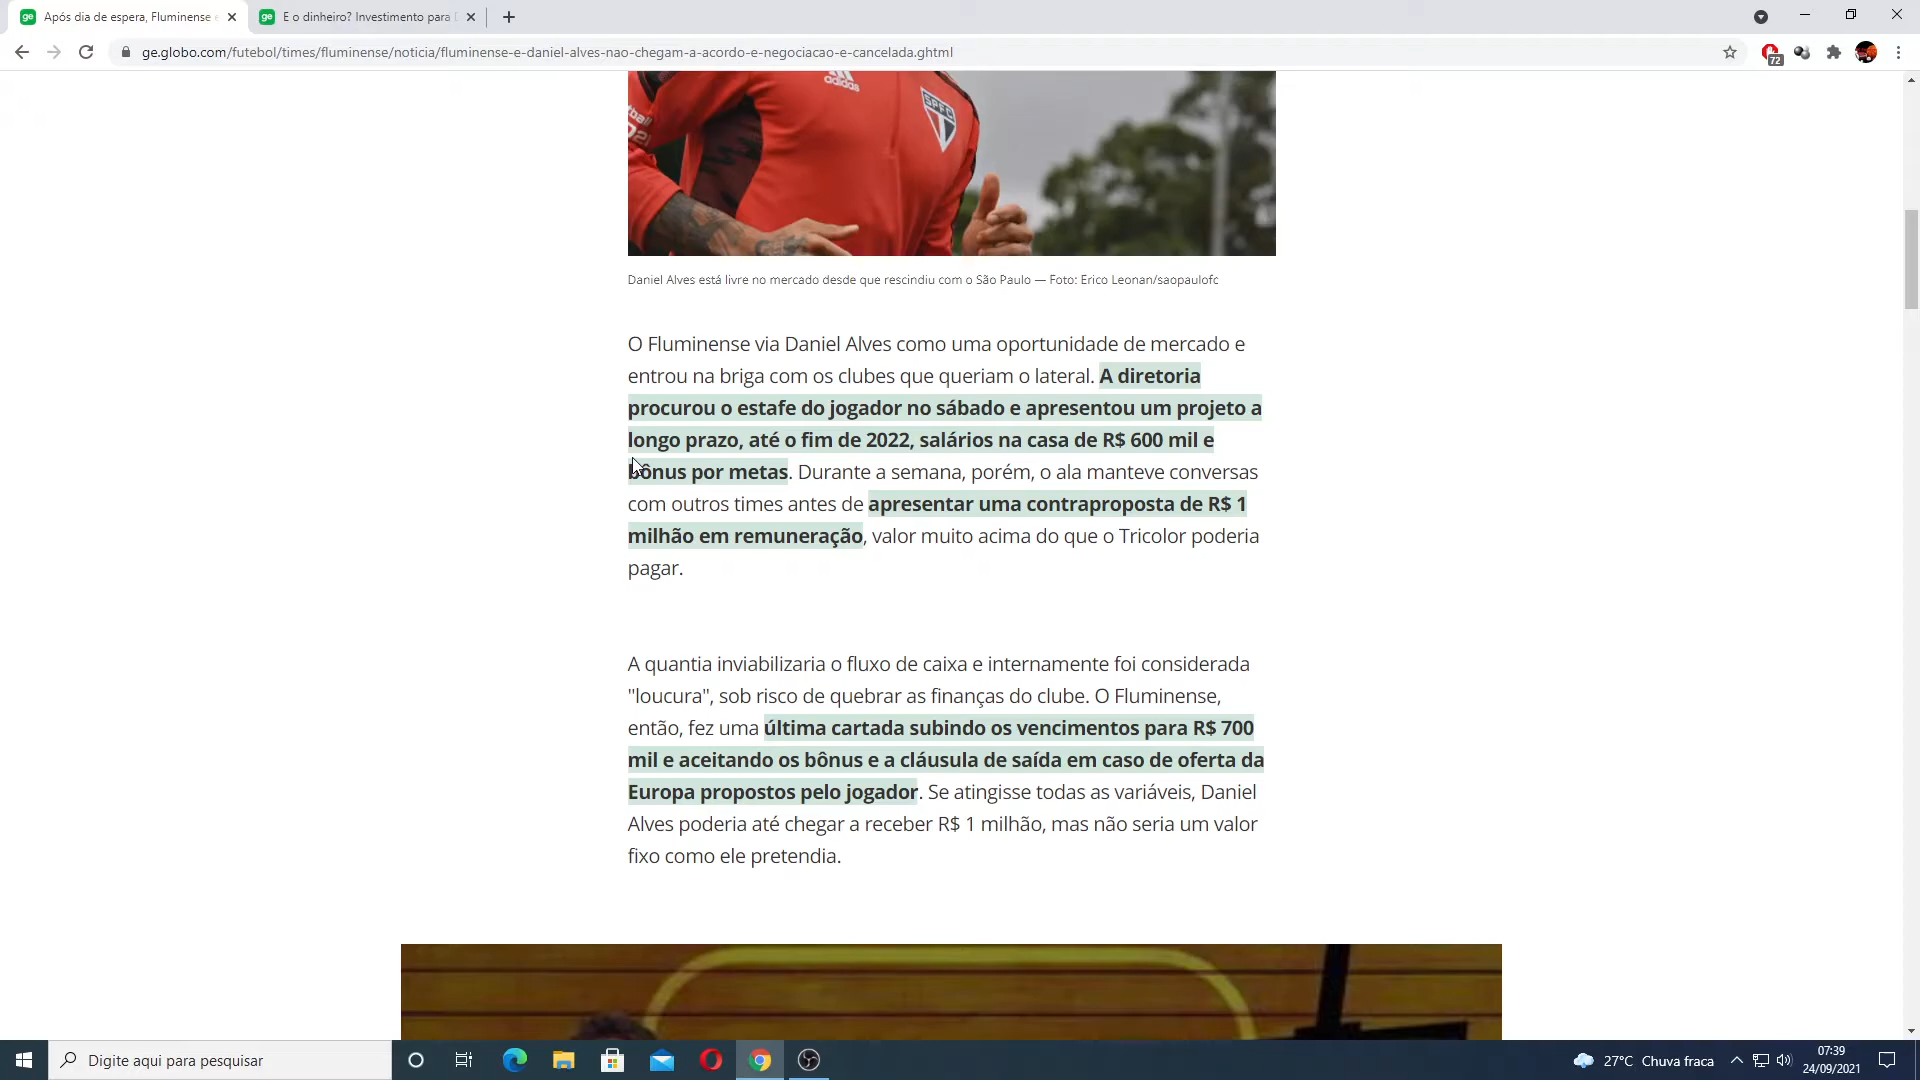 ge Após dia de espera, Fluminense e
ge E o dinheiro? Investimento para D
ge.globo.com/futebol/times/fluminense/noticia/fluminense-e-daniel-alves-nao-chegam-a-acordo-e-negociacao-e-cancelada.ghtml
72
adidas
SPFC
Daniel Alves está livre no mercado desde que rescindiu com o São Paulo — Foto: Erico Leonan/saopaulofc
O Fluminense via Daniel Alves como uma oportunidade de mercado e
entrou na briga com os clubes que queriam o lateral. A diretoria
procurou o estafe do jogador no sábado e apresentou um projeto a
longo prazo, até o fim de 2022, salários na casa de R$ 600 mil e
bônus por metas. Durante a semana, porém, o ala manteve conversas
com outros times antes de apresentar uma contraproposta de R$ 1
milhão em remuneração, valor muito acima do que o Tricolor poderia
pagar.
A quantia inviabilizaria o fluxo de caixa e internamente foi considerada
"loucura", sob risco de quebrar as finanças do clube. O Fluminense,
então, fez uma última cartada subindo os vencimentos para R$ 700
mil e aceitando os bônus e a cláusula de saída em caso de oferta da
Europa propostos pelo jogador. Se atingisse todas as variáveis, Daniel
Alves poderia até chegar a receber R$ 1 milhão, mas não seria um valor
fixo como ele pretendia.
Digite aqui para pesquisar
27°C Chuva fraca
07:39
24/09/2021